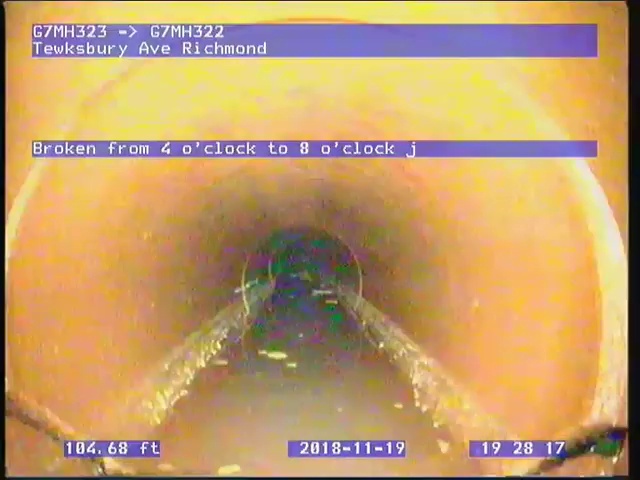 G7MH323 -> G7MH322
Tewksbury Ave Richmond
Broken from 4 o'clock to 8 o'clock j
104.68 ft 2018-11-19 19 28 17